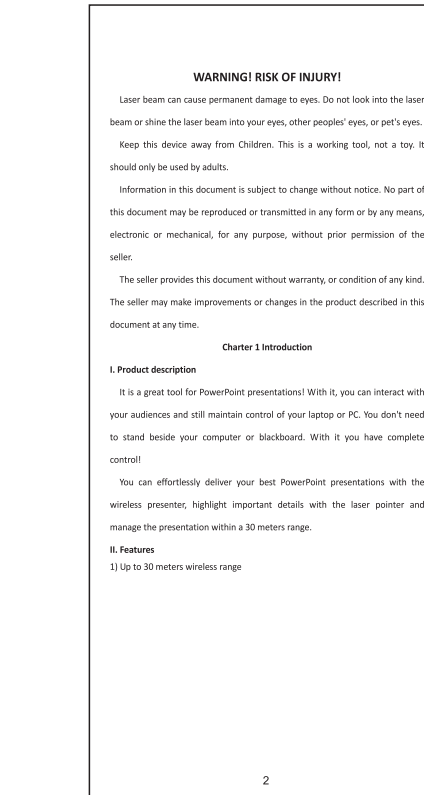 WARNING! RISK OF INJURY!
Laser beam can cause permanent damage to eyes. Do not look into the laser
beam or shine the laser beam into your eyes, other peoples' eyes, or pet's eyes.
Keep this device away from Children. This is a working tool, not a toy. It
should only be used by adults.
Information in this document is subject to change without notice. No part of
this document may be reproduced or transmitted in any form or by any means,
electronic or mechanical, for any purpose, without prior permission of the
seller.
The seller provides this document without warranty, or condition of any kind.
The seller may make improvements or changes in the product described in this
document at any time.
Charter 1 Introduction
I. Product description
It is a great tool for PowerPoint presentations! With it, you can interact with
your audiences and still maintain control of your laptop or PC. You don't need
to stand beside your computer or blackboard. With it you have complete
control!
You can effortlessly deliver your best PowerPoint presentations with the
wireless presenter, highlight important details with the laser pointer and
manage the presentation within a 30 meters range.
II. Features
1) Up to 30 meters wireless range
2